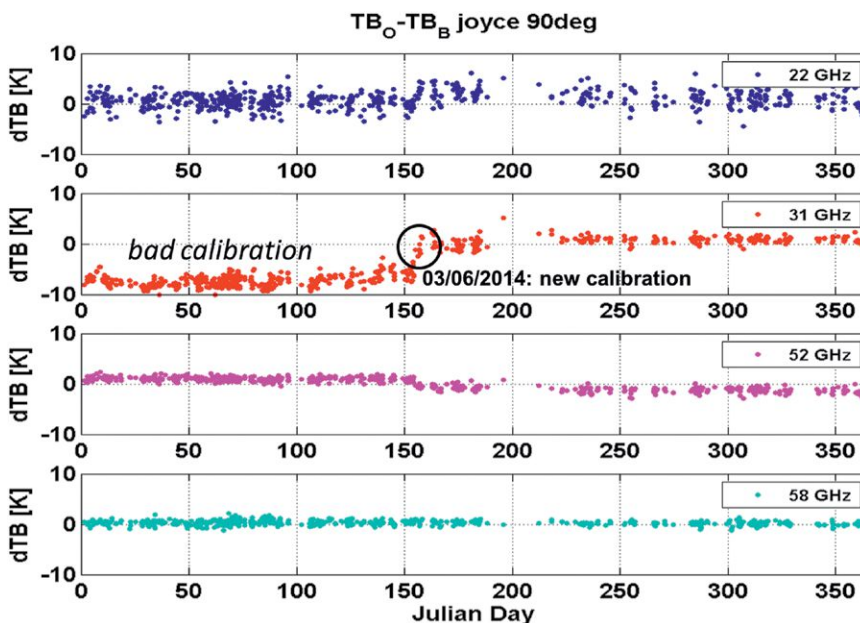 TB_O-TB_B joyce 90deg
10
0
−10
dTB [K]
22 GHz
0 50 100 150 200 250 300 350
10
0
−10
dTB [K]
bad calibration
31 GHz
03/06/2014: new calibration
0 50 100 150 200 250 300 350
10
0
−10
dTB [K]
52 GHz
0 50 100 150 200 250 300 350
10
0
−10
dTB [K]
58 GHz
0 50 100 150 200 250 300 350
Julian Day